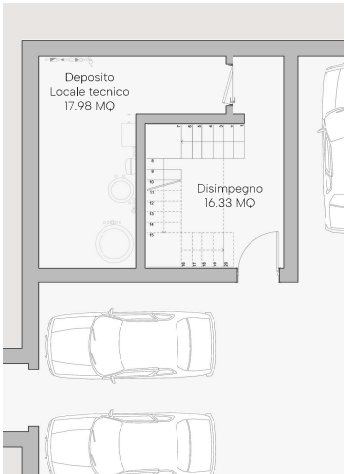 Deposito
Locale tecnico
17.98 MQ
Disimpegno
16.33 MQ